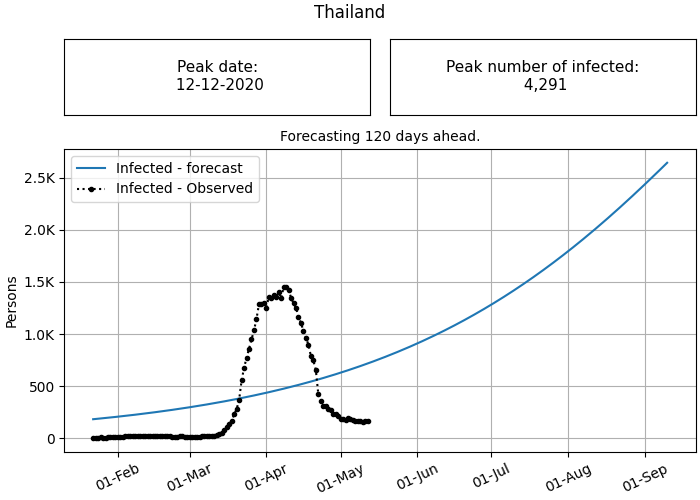 Thailand
Peak date:
12-12-2020
Peak number of infected:
4,291
Forecasting 120 days ahead.
Infected - forecast
Infected - Observed
Persons
2.5K
2.0K
1.5K
1.0K
500
0
01-Feb
01-Mar
01-Apr
01-May
01-Jun
01-Jul
01-Aug
01-Sep